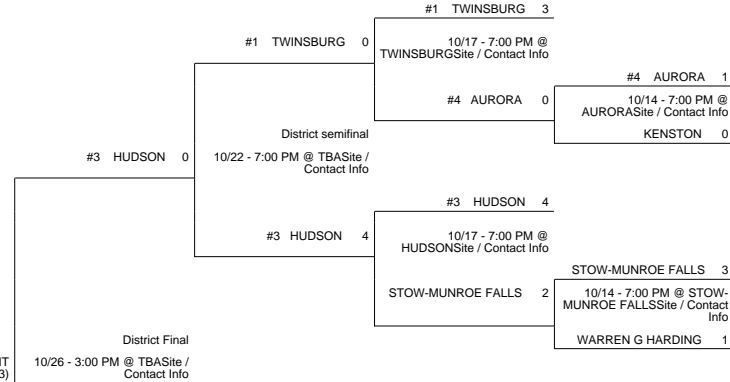 #1 TWINSBURG 3
#1 TWINSBURG 0
10/17 - 7:00 PM @
TWINSBURGSite / Contact Info
#4 AURORA 1
#4 AURORA 0
10/14 - 7:00 PM @
AURORASite / Contact Info
KENSTON 0
District semifinal
#3 HUDSON 0
10/22 - 7:00 PM @ TBASite /
Contact Info
#3 HUDSON 4
#3 HUDSON 4
10/17 - 7:00 PM @
HUDSONSite / Contact Info
STOW-MUNROE FALLS 3
STOW-MUNROE FALLS 2
10/14 - 7:00 PM @ STOW-
MUNROE FALLSSite / Contact
Info
WARREN G HARDING 1
District Final
10/26 - 3:00 PM @ TBASite /
Contact Info
3)